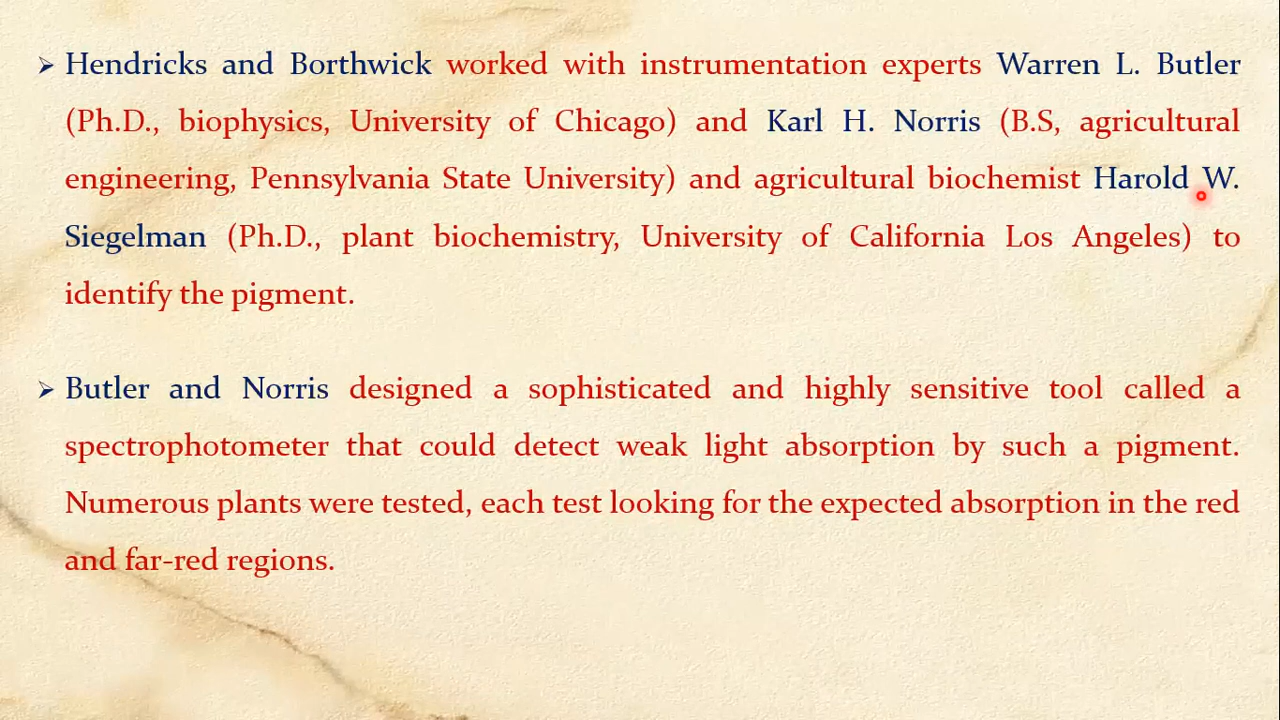 ➢ Hendricks and Borthwick worked with instrumentation experts Warren L. Butler
(Ph.D., biophysics, University of Chicago) and Karl H. Norris (B.S, agricultural
engineering, Pennsylvania State University) and agricultural biochemist Harold W.
Siegelman (Ph.D., plant biochemistry, University of California Los Angeles) to
identify the pigment.
➢ Butler and Norris designed a sophisticated and highly sensitive tool called a
spectrophotometer that could detect weak light absorption by such a pigment.
Numerous plants were tested, each test looking for the expected absorption in the red
and far-red regions.